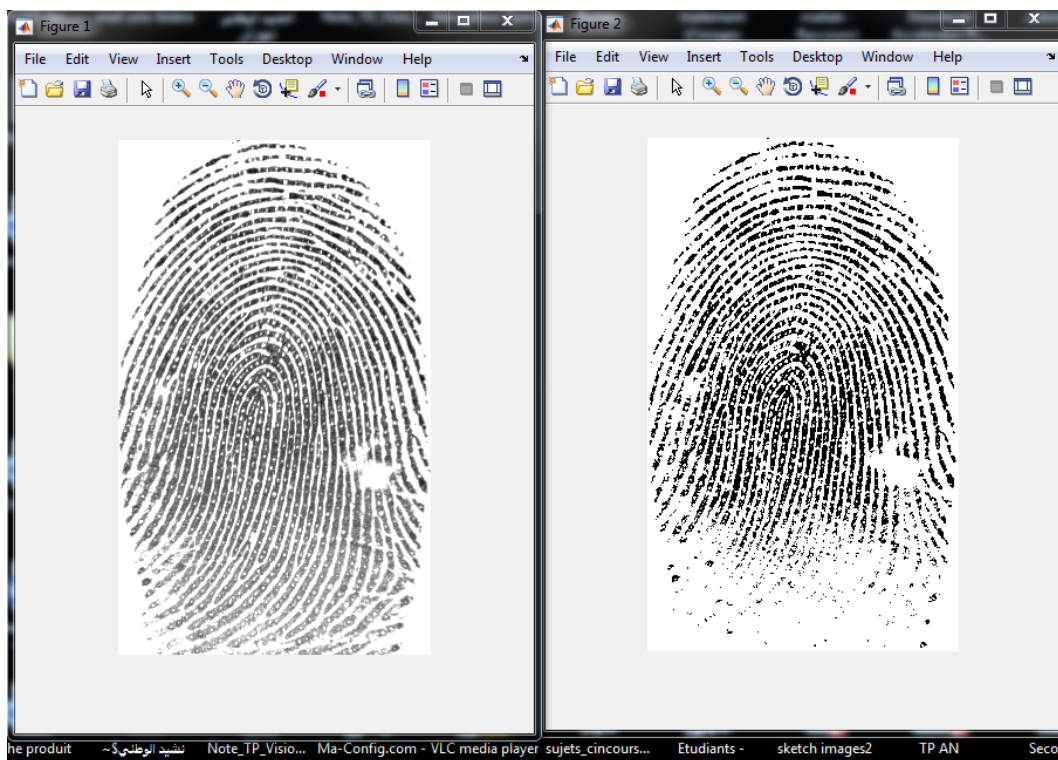 Figure 1
File Edit View Insert Tools Desktop Window Help
Figure 2
File Edit View Insert Tools Desktop Window Help
he produit ~$نشيد الوطني Note_TP_Visio... Ma-Config.com - VLC media player sujets_cincours... Etudiants - sketch images2 TP AN Seco